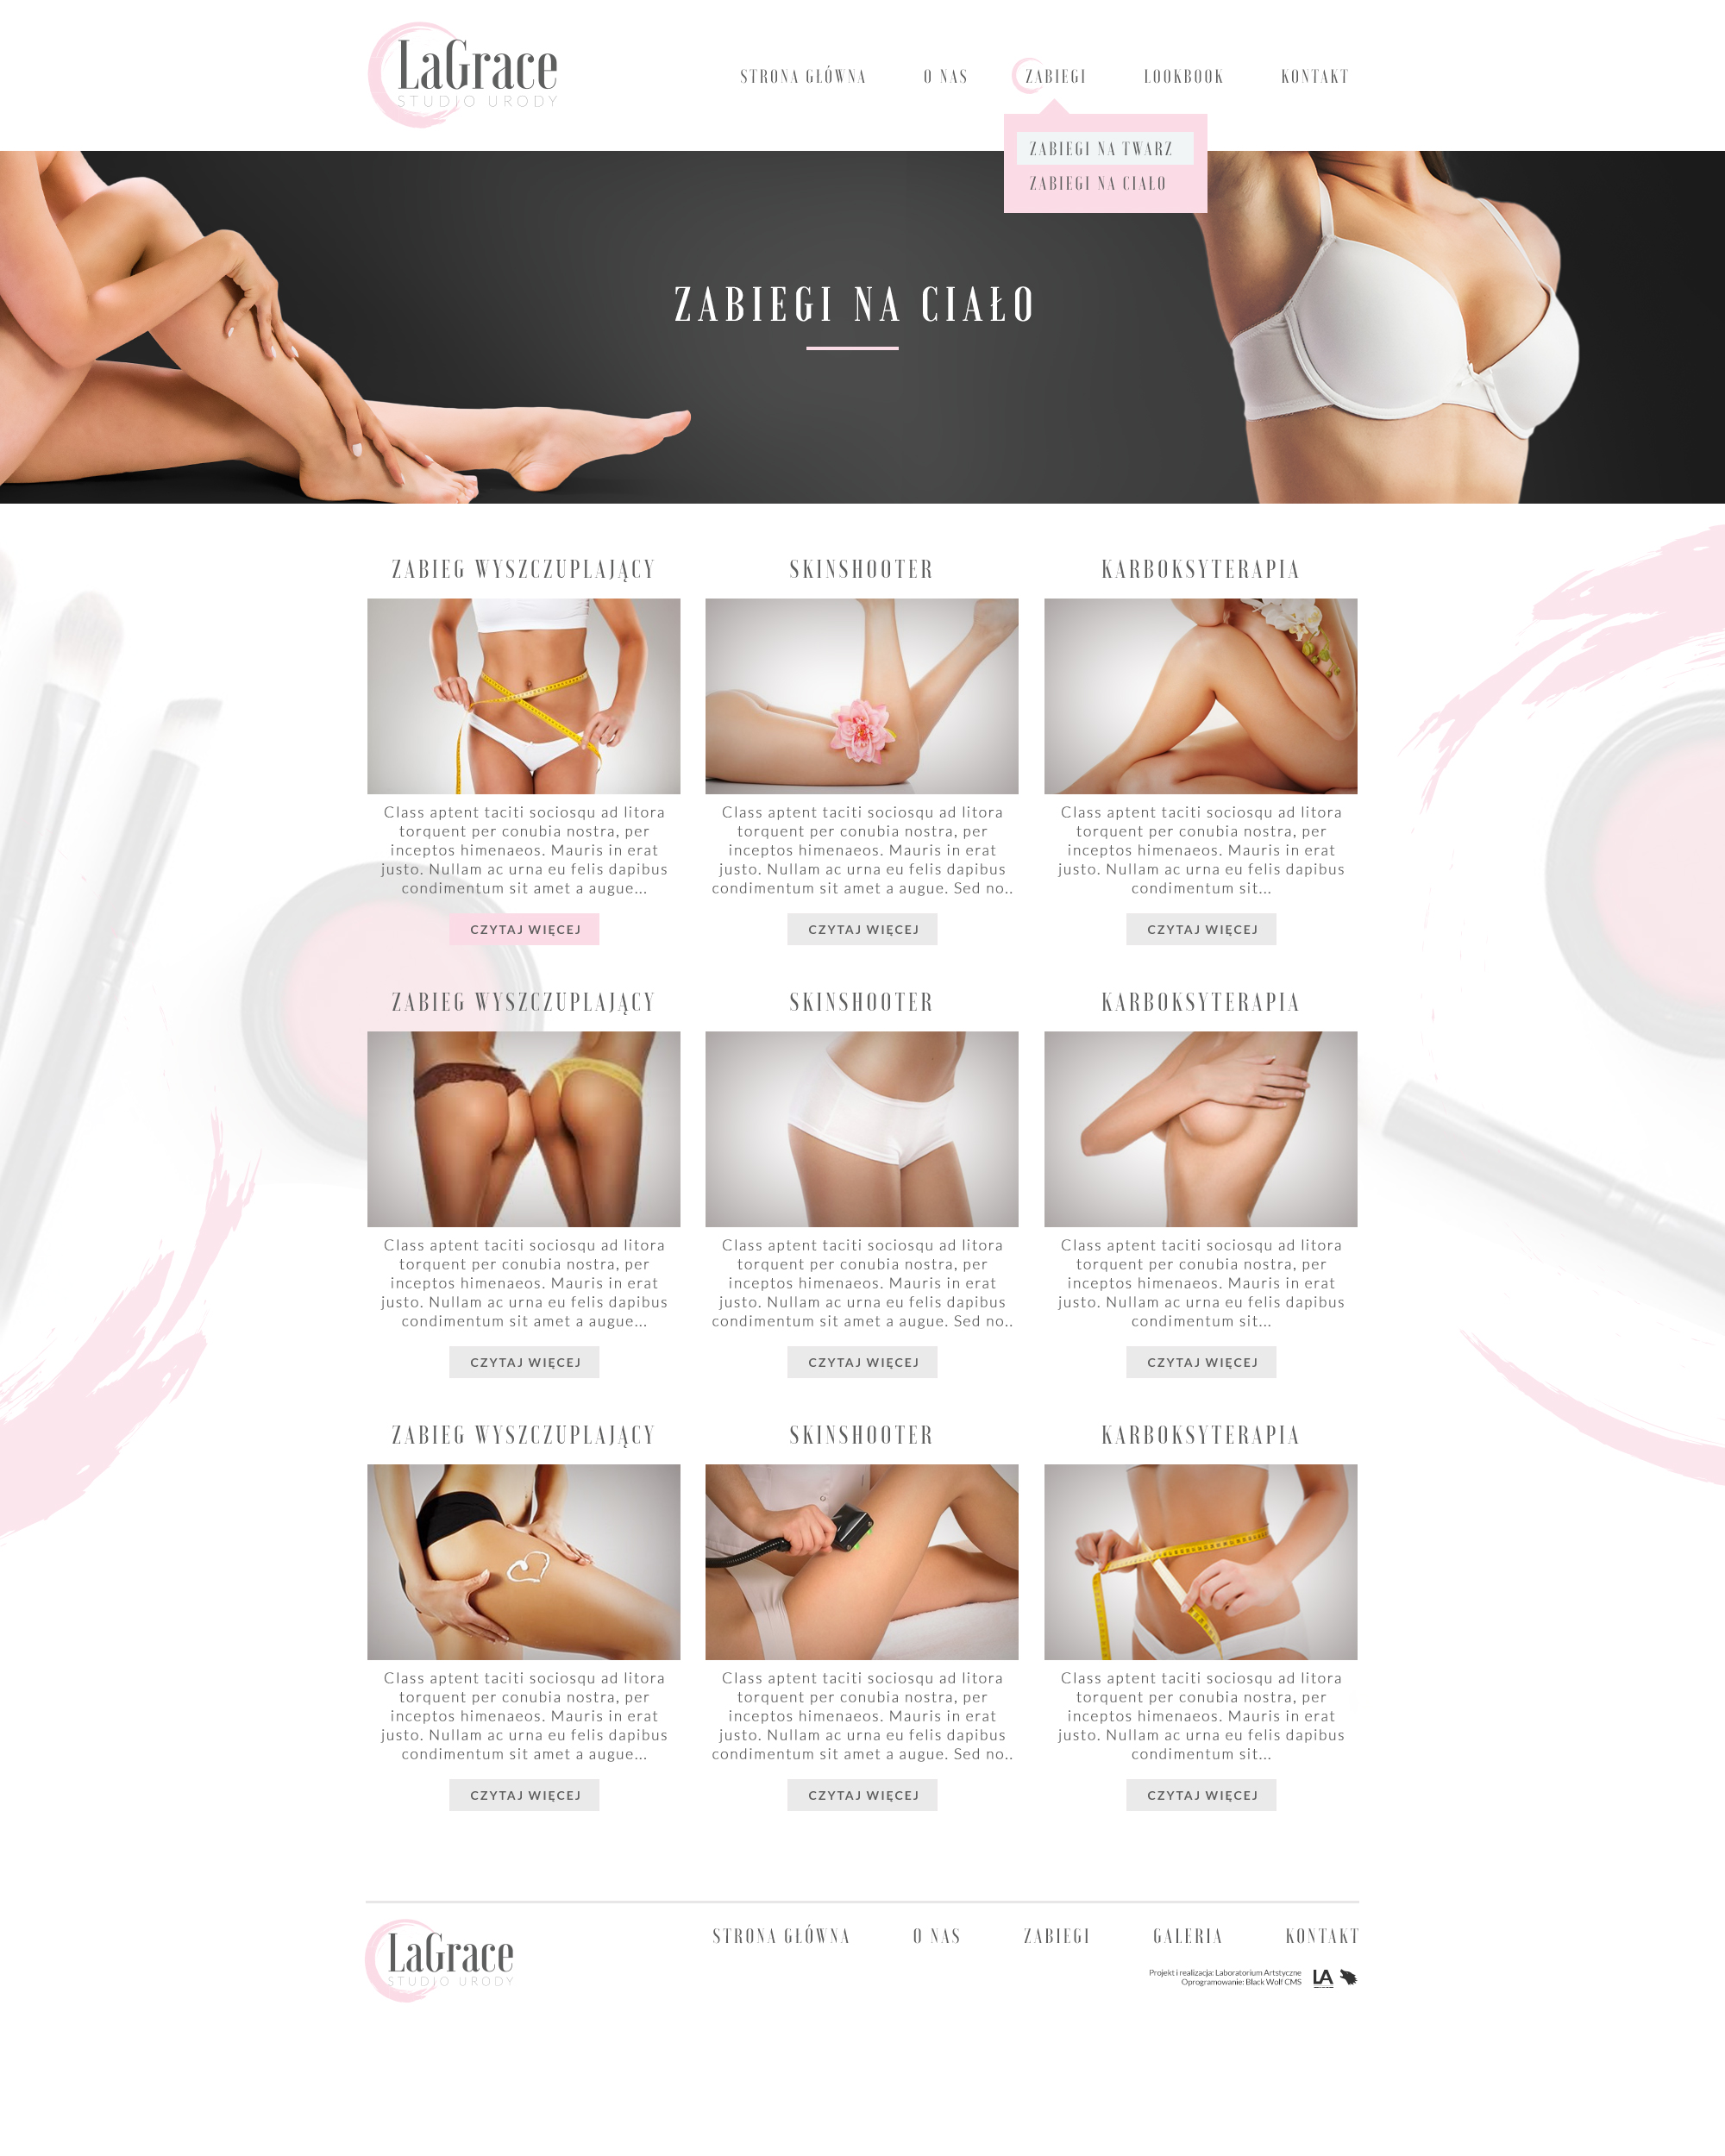 LaGrace
STUDIO URODY
STRONA GŁÓWNA
O NAS
ZABIEGI
LOOKBOOK
KONTAKT
ZABIEGI NA TWARZ
ZABIEGI NA CIAŁO
ZABIEGI NA CIAŁO
ZABIEG WYSZCZUPLAJĄCY
Class aptent taciti sociosqu ad litora
torquent per conubia nostra, per
inceptos himenaeos. Mauris in erat
justo. Nullam ac urna eu felis dapibus
condimentum sit amet a augue...
CZYTAJ WIĘCEJ
SKINSHOOTER
Class aptent taciti sociosqu ad litora
torquent per conubia nostra, per
inceptos himenaeos. Mauris in erat
justo. Nullam ac urna eu felis dapibus
condimentum sit amet a augue. Sed no..
CZYTAJ WIĘCEJ
KARBOKSYTERAPIA
Class aptent taciti sociosqu ad litora
torquent per conubia nostra, per
inceptos himenaeos. Mauris in erat
justo. Nullam ac urna eu felis dapibus
condimentum sit...
CZYTAJ WIĘCEJ
ZABIEG WYSZCZUPLAJĄCY
Class aptent taciti sociosqu ad litora
torquent per conubia nostra, per
inceptos himenaeos. Mauris in erat
justo. Nullam ac urna eu felis dapibus
condimentum sit amet a augue...
CZYTAJ WIĘCEJ
SKINSHOOTER
Class aptent taciti sociosqu ad litora
torquent per conubia nostra, per
inceptos himenaeos. Mauris in erat
justo. Nullam ac urna eu felis dapibus
condimentum sit amet a augue. Sed no..
CZYTAJ WIĘCEJ
KARBOKSYTERAPIA
Class aptent taciti sociosqu ad litora
torquent per conubia nostra, per
inceptos himenaeos. Mauris in erat
justo. Nullam ac urna eu felis dapibus
condimentum sit...
CZYTAJ WIĘCEJ
ZABIEG WYSZCZUPLAJĄCY
Class aptent taciti sociosqu ad litora
torquent per conubia nostra, per
inceptos himenaeos. Mauris in erat
justo. Nullam ac urna eu felis dapibus
condimentum sit amet a augue...
CZYTAJ WIĘCEJ
SKINSHOOTER
Class aptent taciti sociosqu ad litora
torquent per conubia nostra, per
inceptos himenaeos. Mauris in erat
justo. Nullam ac urna eu felis dapibus
condimentum sit amet a augue. Sed no..
CZYTAJ WIĘCEJ
KARBOKSYTERAPIA
Class aptent taciti sociosqu ad litora
torquent per conubia nostra, per
inceptos himenaeos. Mauris in erat
justo. Nullam ac urna eu felis dapibus
condimentum sit...
CZYTAJ WIĘCEJ
LaGrace
STUDIO URODY
STRONA GŁÓWNA
O NAS
ZABIEGI
GALERIA
KONTAKT
Projekt i realizacja: Laboratorium Artstyczne
Oprogramowanie: Black Wolf CMS
LA